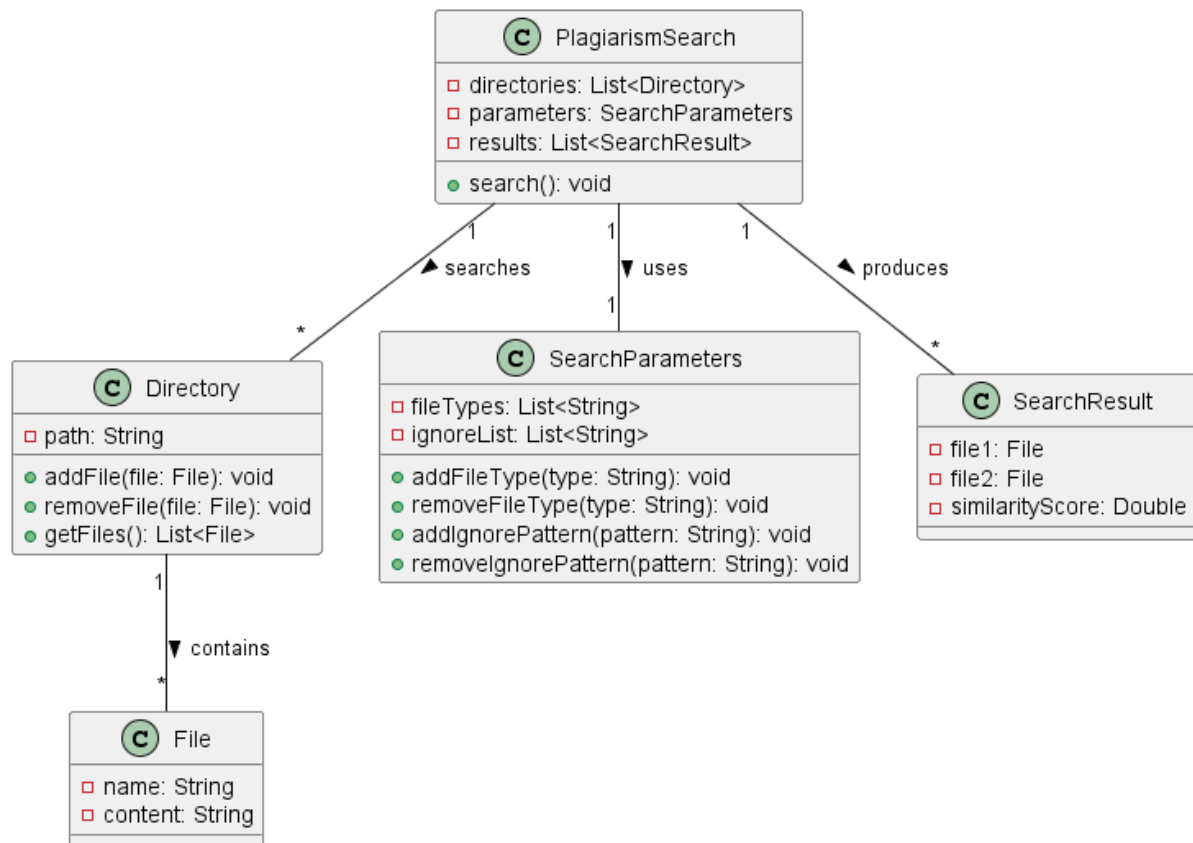 C PlagiarismSearch
directories: List<Directory>
parameters: SearchParameters
results: List<SearchResult>
search(): void
1
1
1
searches
uses
produces
*
1
*
C Directory
path: String
addFile(file: File): void
removeFile(file: File): void
getFiles(): List<File>
C SearchParameters
fileTypes: List<String>
ignoreList: List<String>
addFileType(type: String): void
removeFileType(type: String): void
addIgnorePattern(pattern: String): void
removeIgnorePattern(pattern: String): void
C SearchResult
file1: File
file2: File
similarityScore: Double
1
contains
*
C File
name: String
content: String